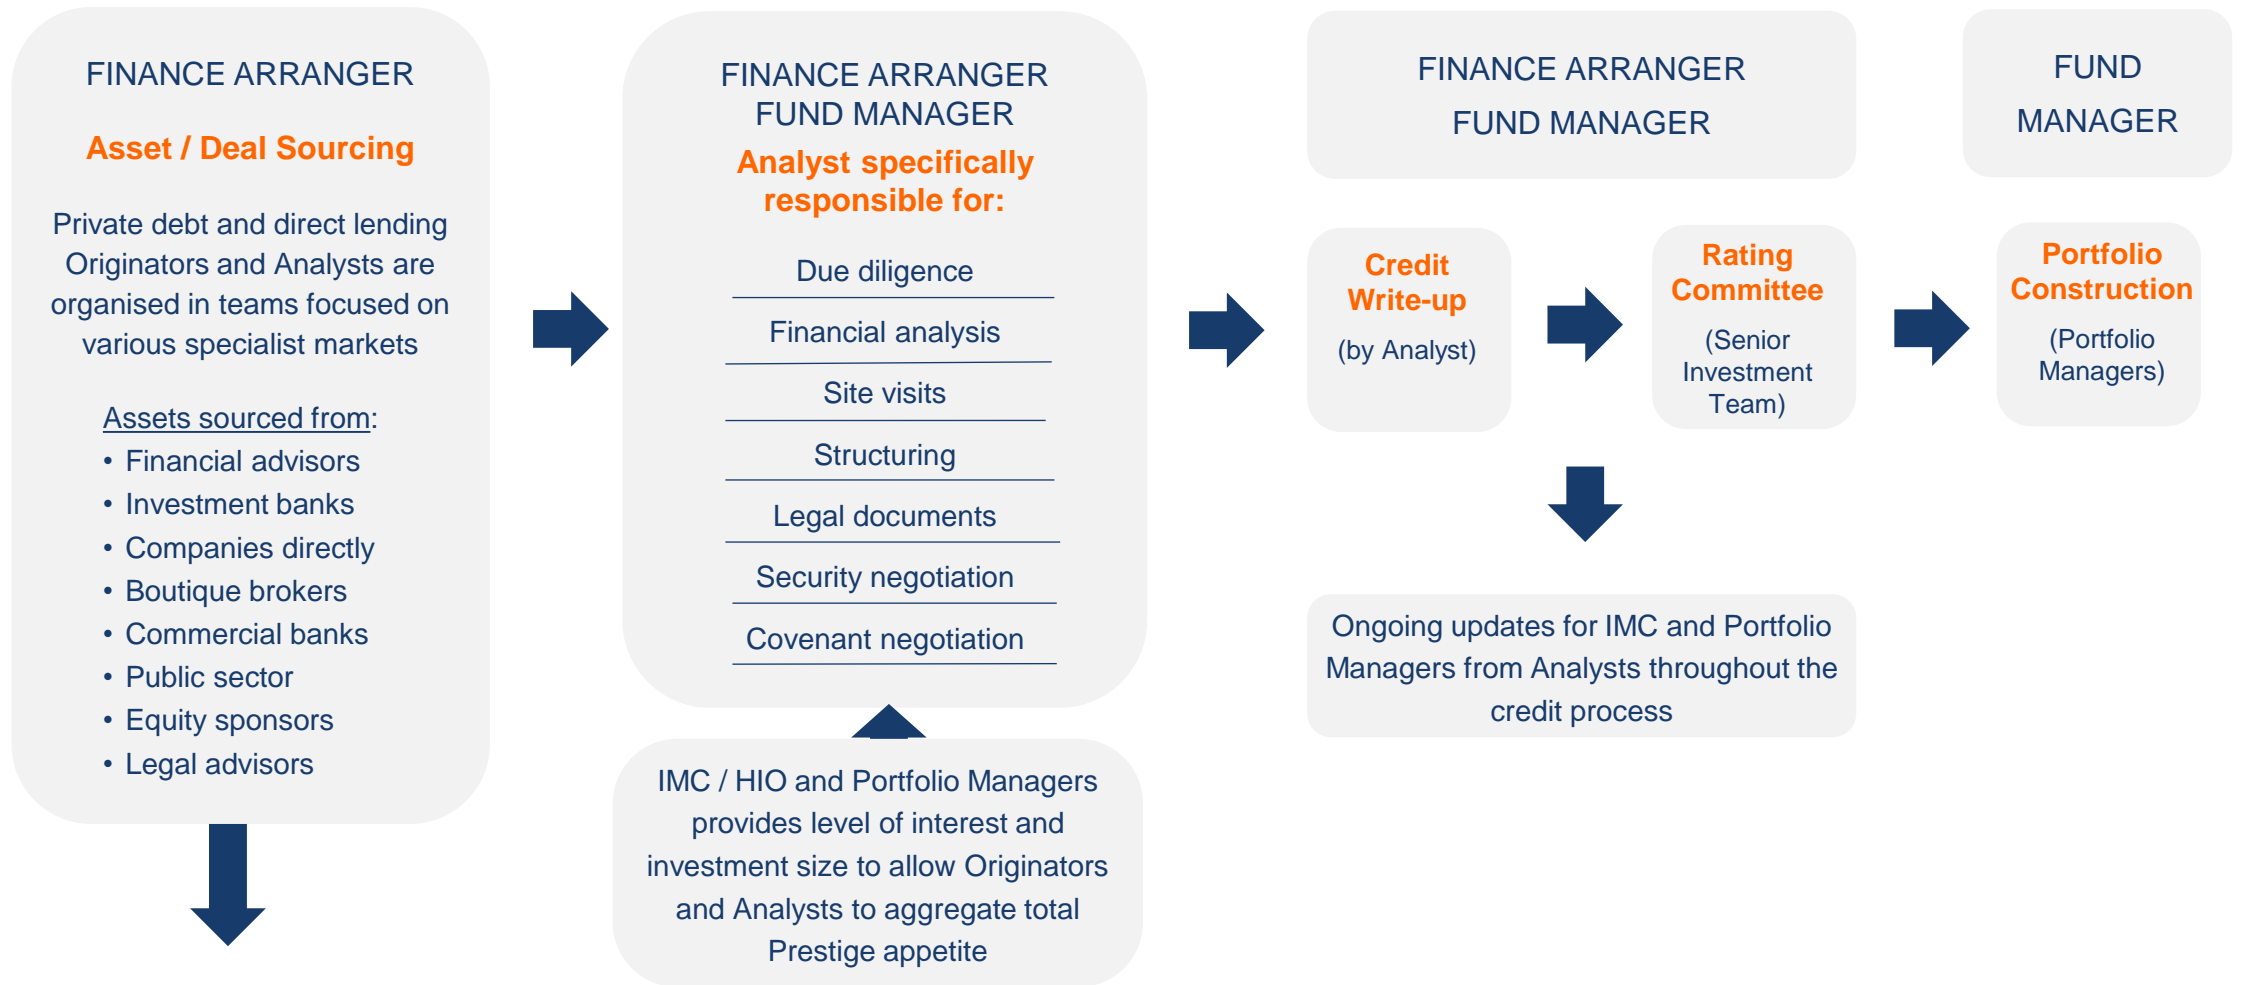 FINANCE ARRANGER
Asset / Deal Sourcing
Private debt and direct lending
Originators and Analysts are
organised in teams focused on
various specialist markets
Assets sourced from:
• Financial advisors
• Investment banks
• Companies directly
• Boutique brokers
• Commercial banks
• Public sector
• Equity sponsors
• Legal advisors
FINANCE ARRANGER
FUND MANAGER
Analyst specifically
responsible for:
Due diligence
Financial analysis
Site visits
Structuring
Legal documents
Security negotiation
Covenant negotiation
IMC / HIO and Portfolio Managers
provides level of interest and
investment size to allow Originators
and Analysts to aggregate total
Prestige appetite
FINANCE ARRANGER
FUND MANAGER
Credit
Write-up
(by Analyst)
Rating
Committee
(Senior
Investment
Team)
Ongoing updates for IMC and Portfolio
Managers from Analysts throughout the
credit process
FUND
MANAGER
Portfolio
Construction
(Portfolio
Managers)